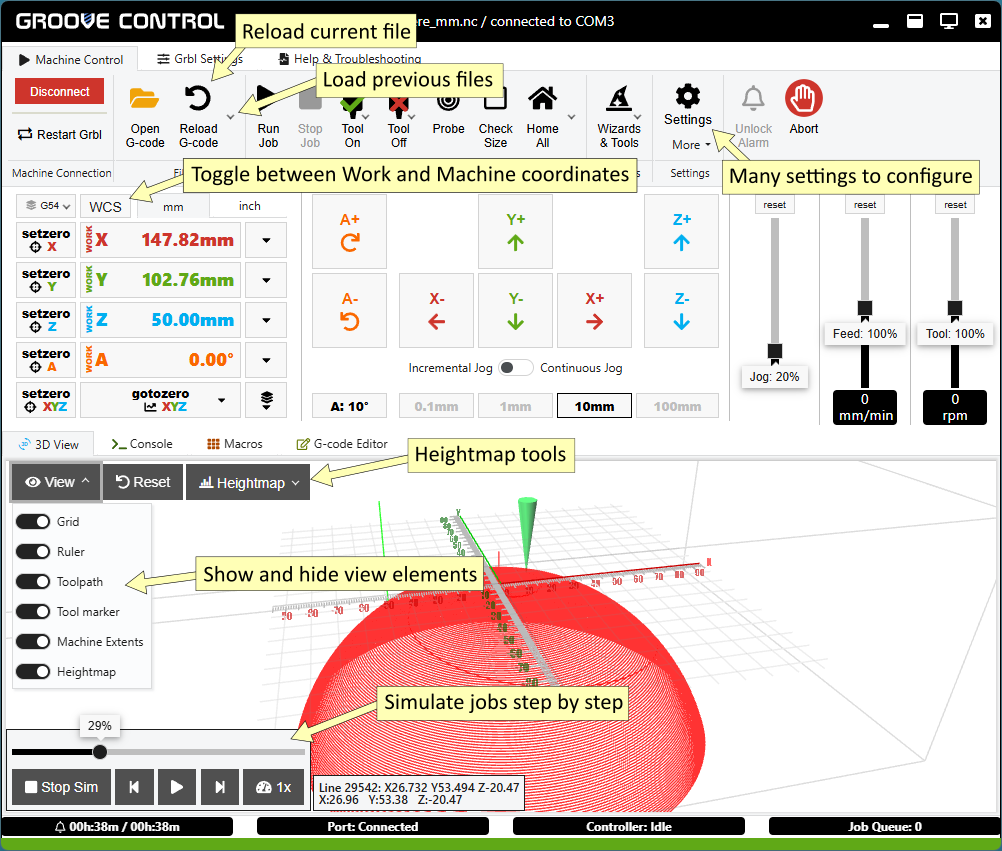 GROOVE CONTROL
ere_mm.nc / connected to COM3
Reload current file
Machine Control
Grbl Settings
Help & Troubleshooting
Load previous files
Disconnect
Restart Grbl
Machine Connection
Open
G-code
Reload
G-code
Run
Job
Stop
Job
Tool
On
Tool
Off
Probe
Check
Size
Home
All
Wizards
& Tools
Settings
More
Settings
Unlock
Alarm
Abort
Toggle between Work and Machine coordinates
Many settings to configure
G54
WCS
mm
inch
setzero
X
WORK
X
147.82mm
setzero
Y
WORK
Y
102.76mm
setzero
Z
WORK
Z
50.00mm
setzero
A
WORK
A
0.00°
setzero
XYZ
gotozero
XYZ
A+
Y+
Z+
A-
X-
Y-
X+
Z-
Incremental Jog
Continuous Jog
A: 10°
0.1mm
1mm
10mm
100mm
reset
reset
reset
Jog: 20%
Feed: 100%
Tool: 100%
0
mm/min
0
rpm
3D View
Console
Macros
G-code Editor
Heightmap tools
View
Reset
Heightmap
Grid
Ruler
Toolpath
Tool marker
Machine Extents
Heightmap
Show and hide view elements
Simulate jobs step by step
29%
Stop Sim
1x
Line 29542: X26.732 Y53.494 Z-20.47
X:26.96 Y:53.38 Z:-20.47
00h:38m / 00h:38m
Port: Connected
Controller: Idle
Job Queue: 0